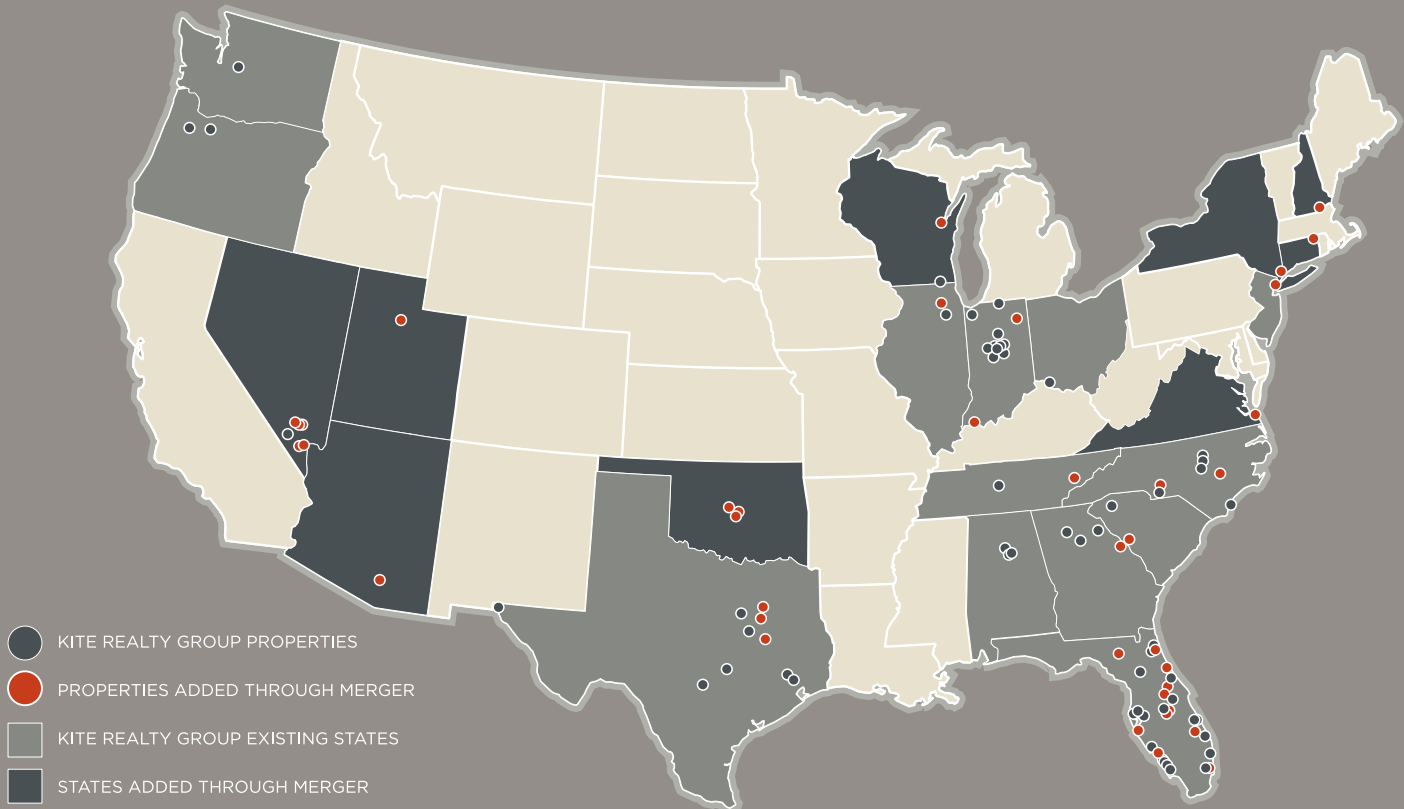 KITE REALTY GROUP PROPERTIES
PROPERTIES ADDED THROUGH MERGER
KITE REALTY GROUP EXISTING STATES
STATES ADDED THROUGH MERGER